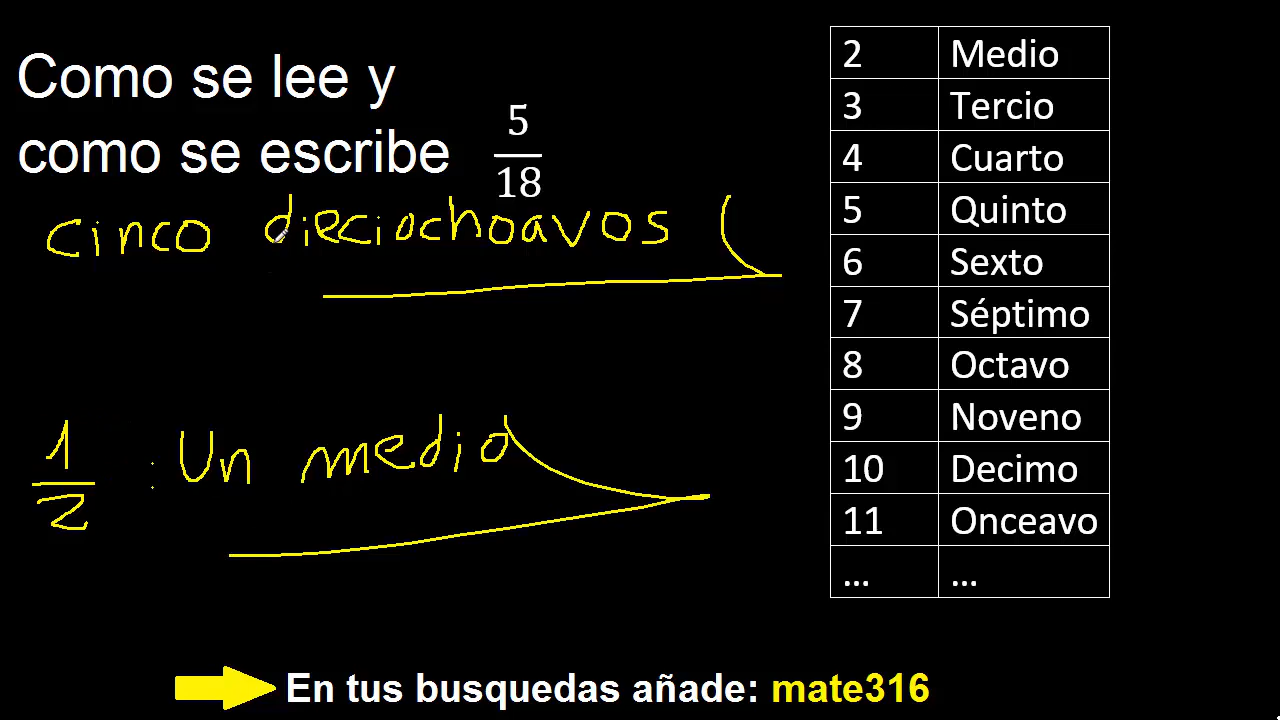 Como se lee y
como se escribe 5/18
cinco dieciochoavos
1/2 : Un medio
2 Medio
3 Tercio
4 Cuarto
5 Quinto
6 Sexto
7 Séptimo
8 Octavo
9 Noveno
10 Decimo
11 Onceavo
... ...
En tus busquedas añade: mate316